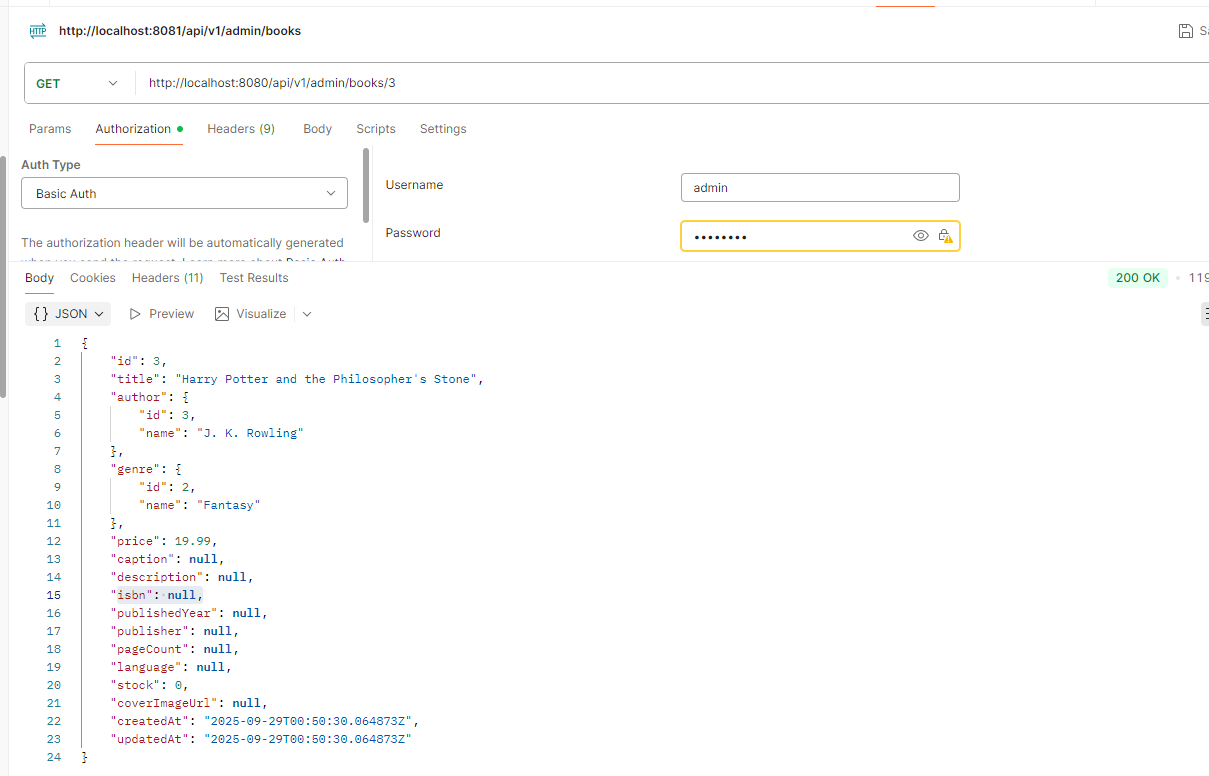 HTTP http://localhost:8081/api/v1/admin/books
GET http://localhost:8080/api/v1/admin/books/3
Params Authorization Headers (9) Body Scripts Settings
Auth Type
Basic Auth
The authorization header will be automatically generated
Username admin
Password ••••••••
Body Cookies Headers (11) Test Results 200 OK • 119
{} JSON Preview Visualize
1 {
2 "id": 3,
3 "title": "Harry Potter and the Philosopher's Stone",
4 "author": {
5 "id": 3,
6 "name": "J. K. Rowling"
7 },
8 "genre": {
9 "id": 2,
10 "name": "Fantasy"
11 },
12 "price": 19.99,
13 "caption": null,
14 "description": null,
15 "isbn": null,
16 "publishedYear": null,
17 "publisher": null,
18 "pageCount": null,
19 "language": null,
20 "stock": 0,
21 "coverImageUrl": null,
22 "createdAt": "2025-09-29T00:50:30.064873Z",
23 "updatedAt": "2025-09-29T00:50:30.064873Z"
24 }